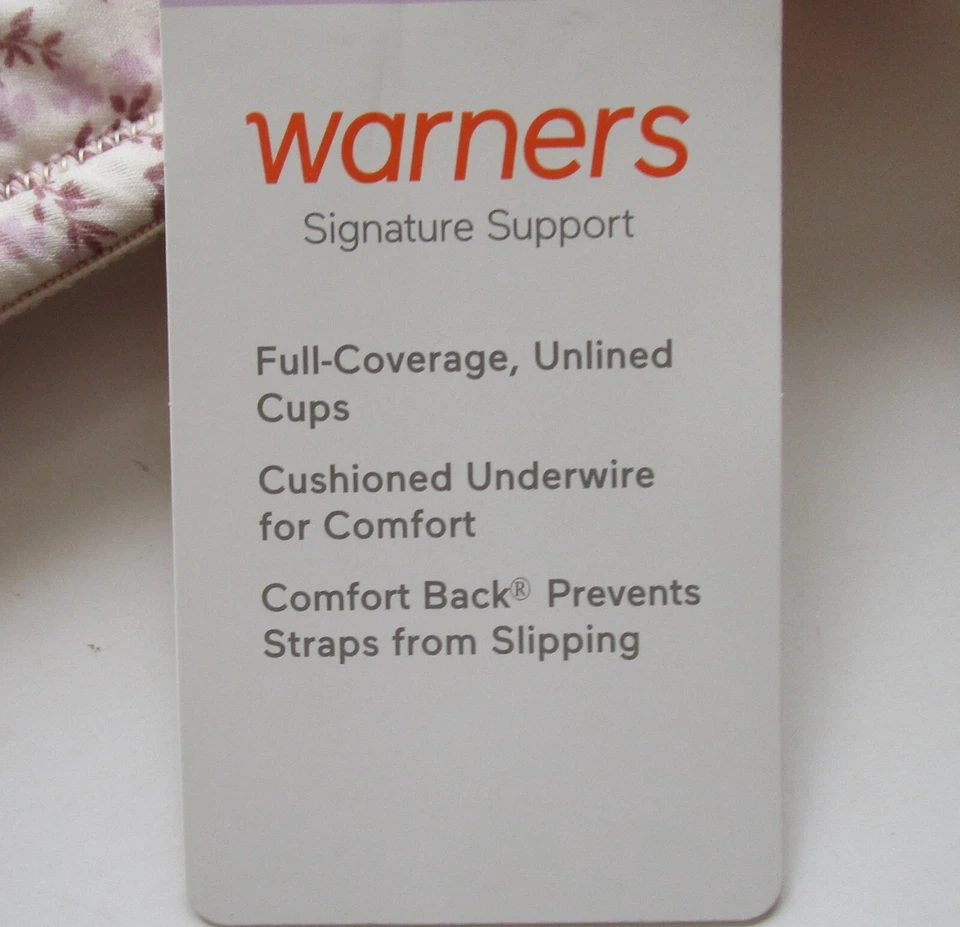 warners
Signature Support
Full-Coverage, Unlined
Cups
Cushioned Underwire
for Comfort
Comfort Back® Prevents
Straps from Slipping